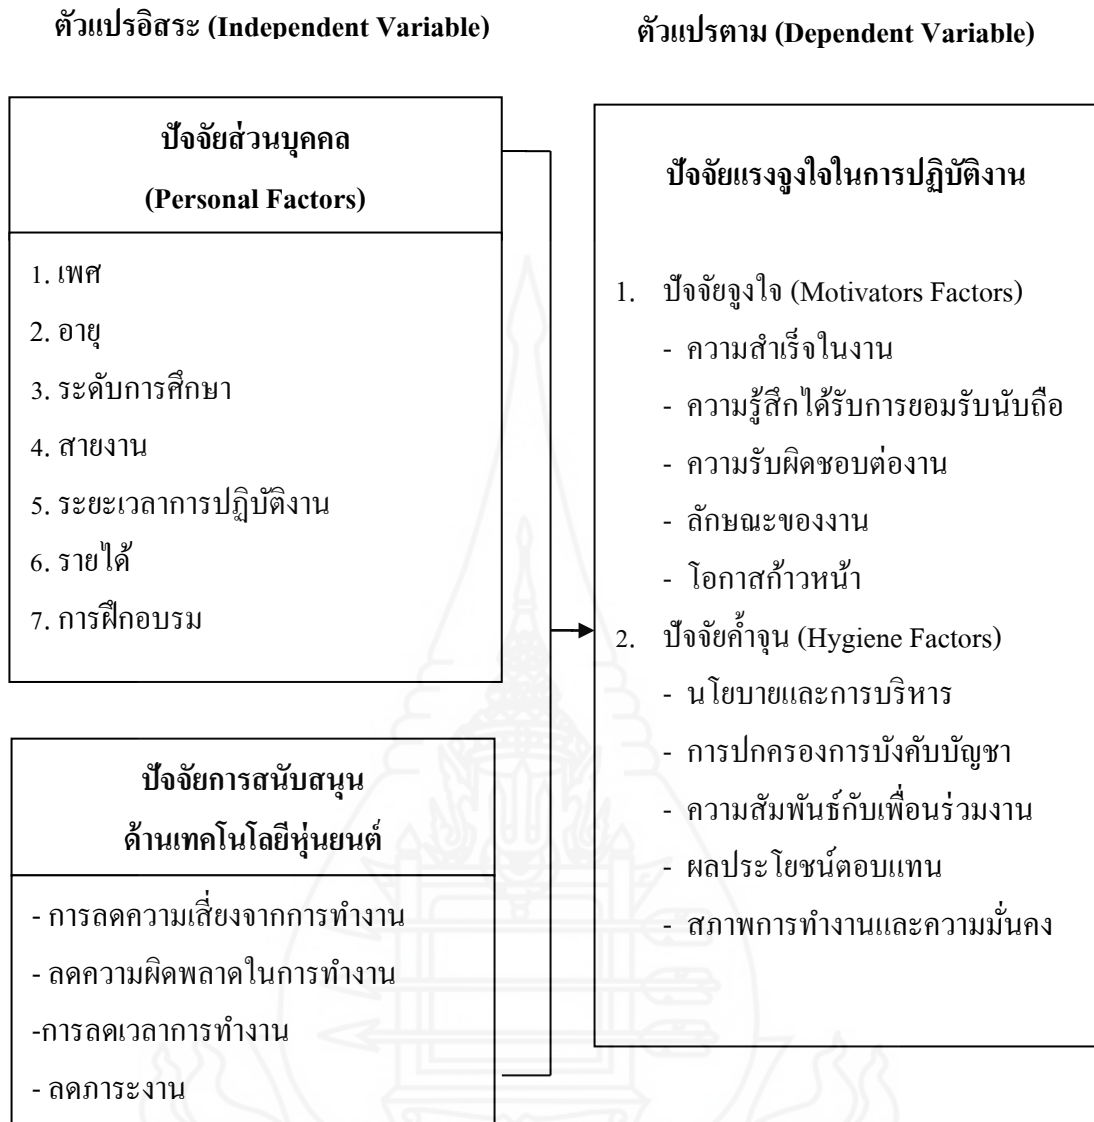 ตัวแปรอิสระ (Independent Variable)
ตัวแปรตาม (Dependent Variable)
ปัจจัยส่วนบุคคล
(Personal Factors)
1. เพศ
2. อายุ
3. ระดับการศึกษา
4. สายงาน
5. ระยะเวลาการปฏิบัติงาน
6. รายได้
7. การฝึกอบรม
ปัจจัยการสนับสนุน
ด้านเทคโนโลยีหุ่นยนต์
- การลดความเสี่ยงจากการทำงาน
- ลดความผิดพลาดในการทำงาน
-การลดเวลาการทำงาน
- ลดภาระงาน
ปัจจัยแรงจูงใจในการปฏิบัติงาน
1. ปัจจัยจูงใจ (Motivators Factors)
- ความสำเร็จในงาน
- ความรู้สึกได้รับการยอมรับนับถือ
- ความรับผิดชอบต่องาน
- ลักษณะของงาน
- โอกาสก้าวหน้า
2. ปัจจัยค้ำจุน (Hygiene Factors)
- นโยบายและการบริหาร
- การปกครองการบังคับบัญชา
- ความสัมพันธ์กับเพื่อนร่วมงาน
- ผลประโยชน์ตอบแทน
- สภาพการทำงานและความมั่นคง